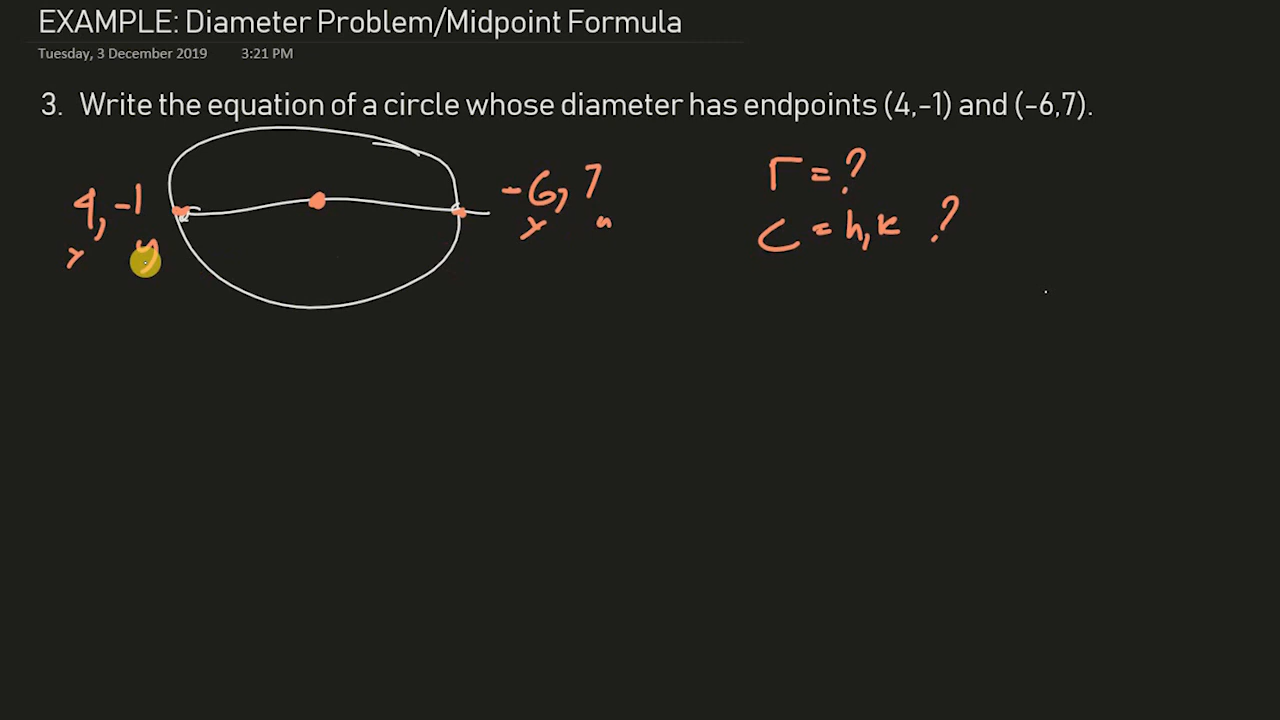 EXAMPLE: Diameter Problem/Midpoint Formula
Tuesday, 3 December 2019 3:21 PM
3. Write the equation of a circle whose diameter has endpoints (4,-1) and (-6,7).
4, -1
x y
-6, 7
x
r = ?
C = h, k ?